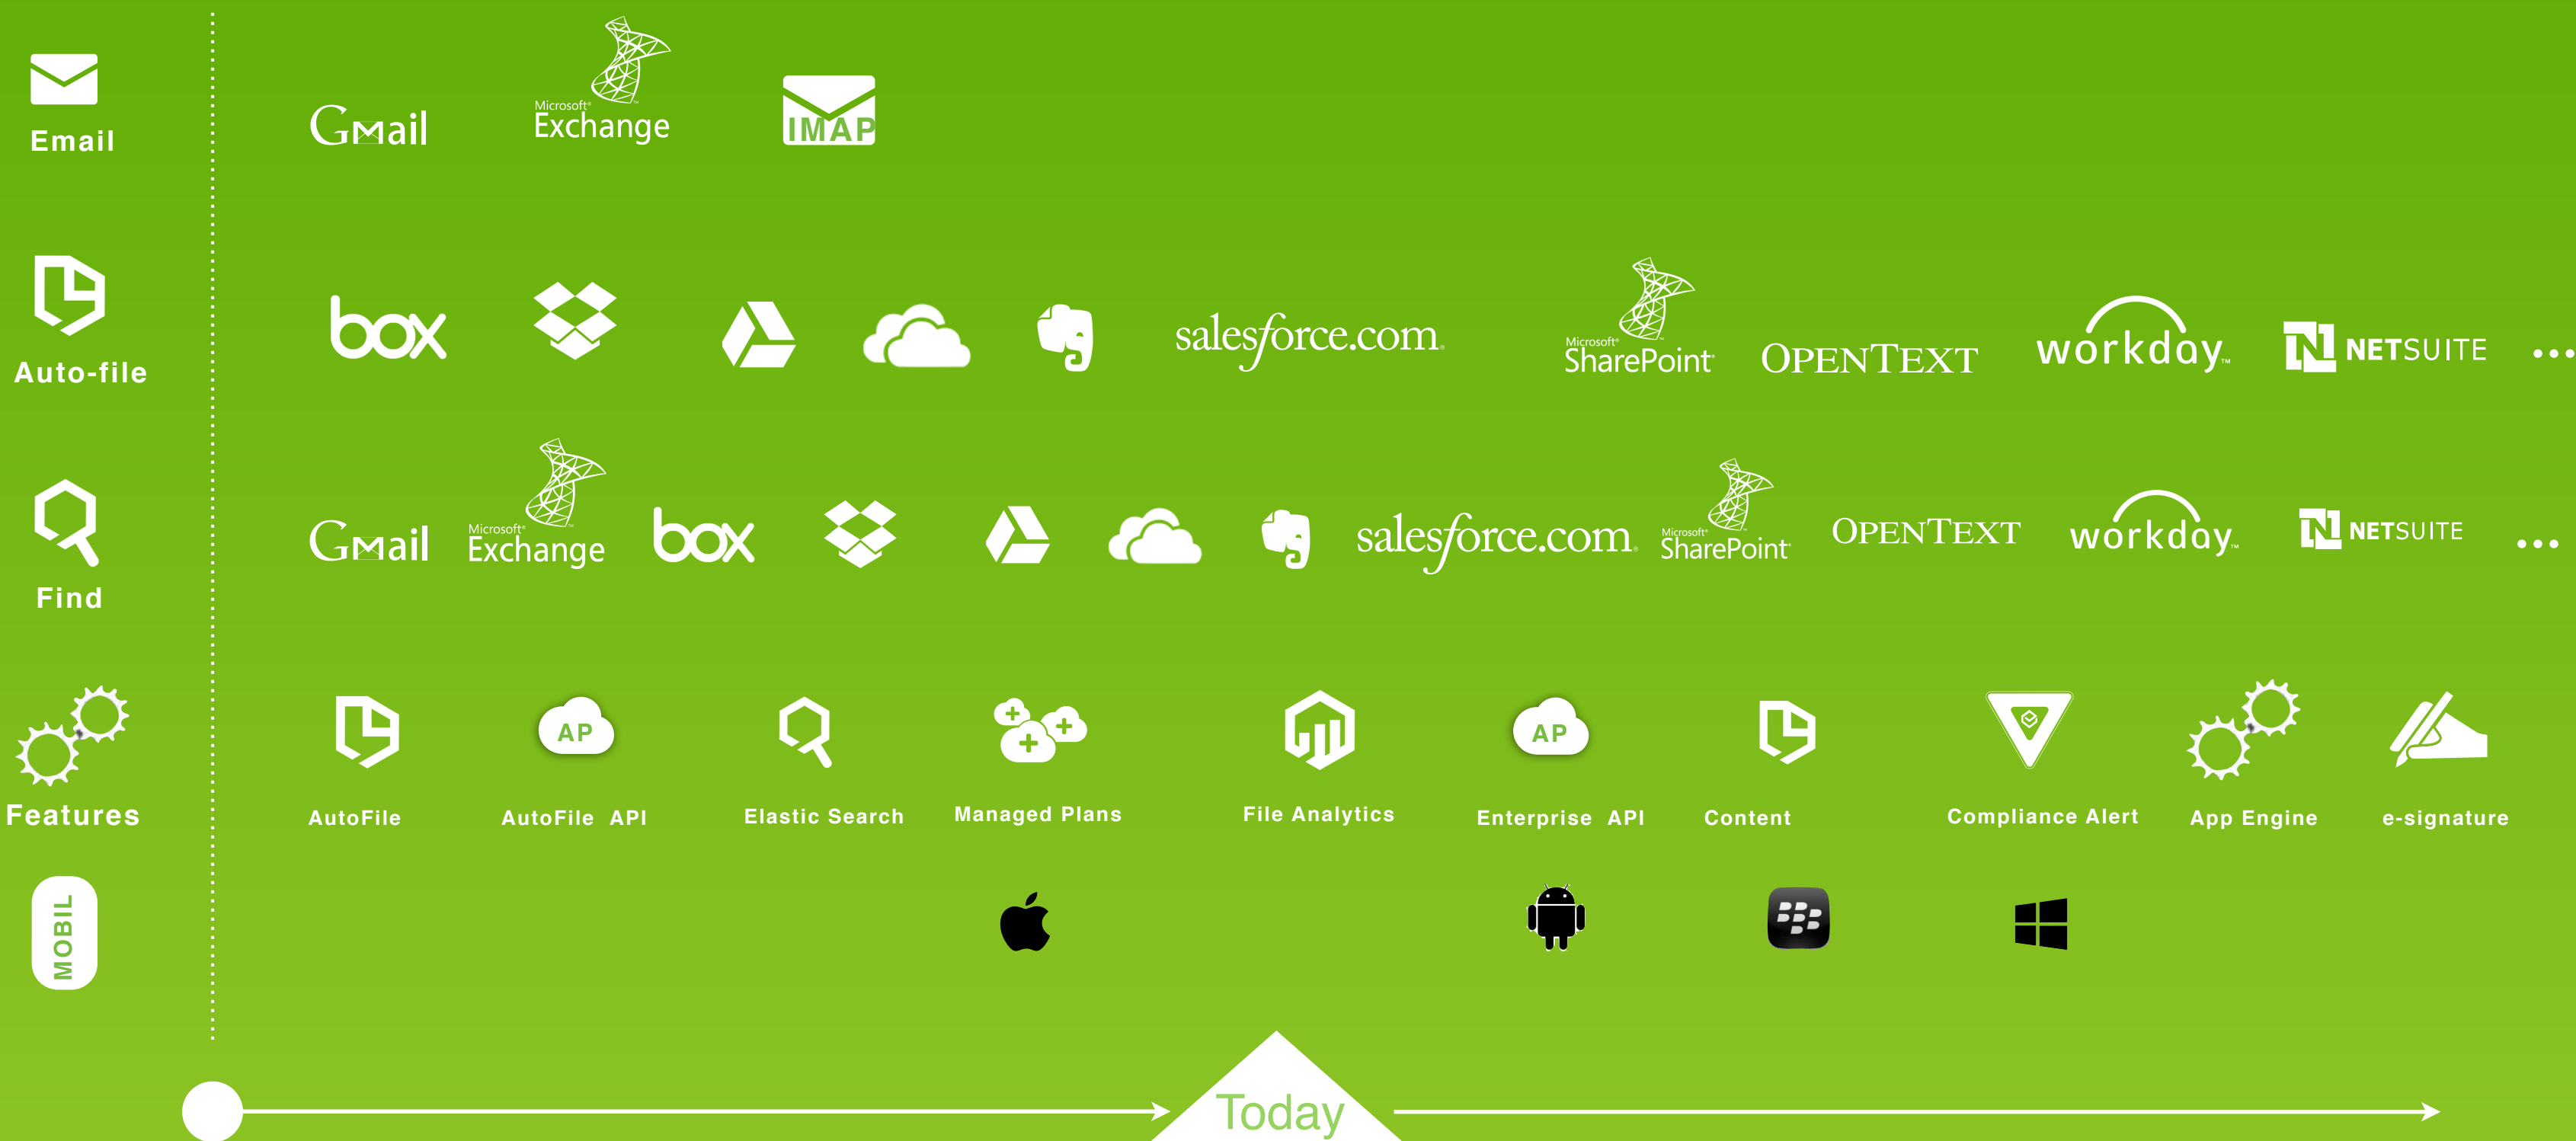 Email
Gmail
Microsoft®
Exchange
IMAP
Auto-file
box
salesforce.com®
Microsoft®
SharePoint®
OPENTEXT
workday™
NETSUITE
...
Find
Gmail
Microsoft®
Exchange
box
salesforce.com®
Microsoft®
SharePoint®
OPENTEXT
workday™
NETSUITE
...
Features
AutoFile
AP
AutoFile API
Elastic Search
Managed Plans
File Analytics
AP
Enterprise API
Content
Compliance Alert
App Engine
e-signature
MOBIL
Today